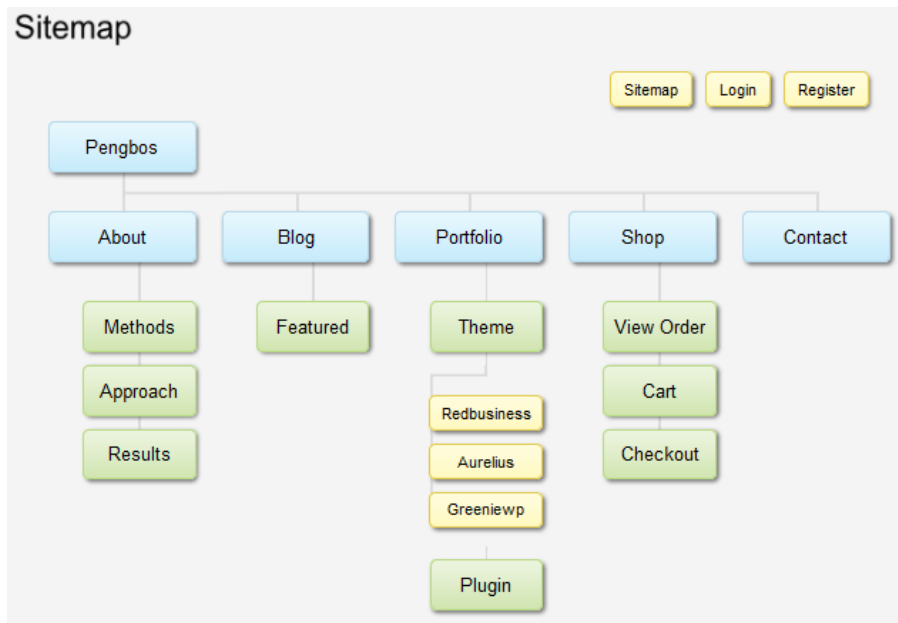 Sitemap
Sitemap Login Register
Pengbos
About Blog Portfolio Shop Contact
Methods Featured Theme View Order
Approach Cart
Redbusiness
Results Aurelius Checkout
Greeniewp
Plugin